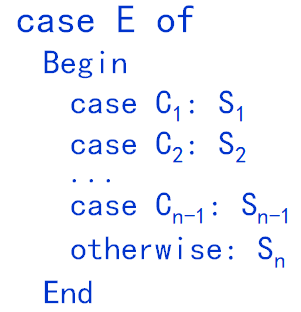 case E of
Begin
case C₁: S₁
case C₂: S₂
...
case Cₙ₋₁: Sₙ₋₁
otherwise: Sₙ
End